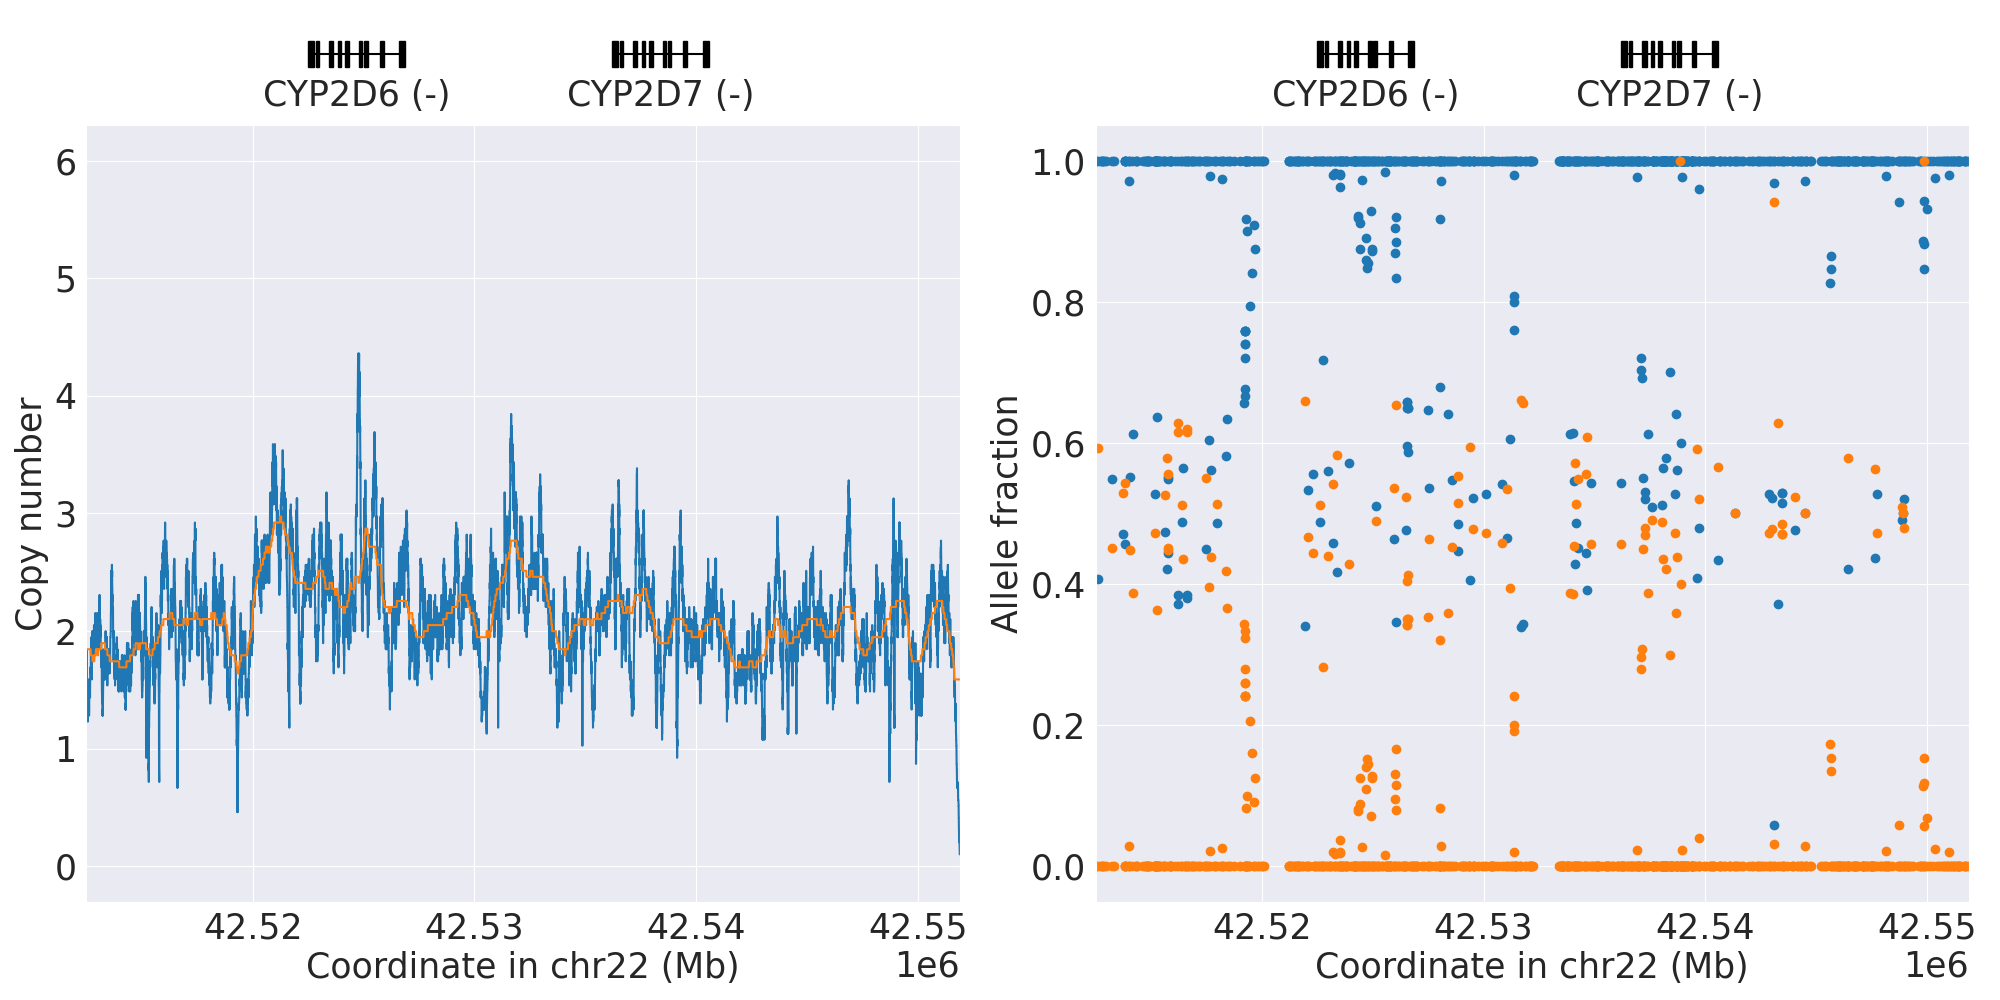 CYP2D6 (-) CYP2D7 (-)
Copy number
6
5
4
3
2
1
0
42.52 42.53 42.54 42.55
Coordinate in chr22 (Mb) 1e6
CYP2D6 (-) CYP2D7 (-)
Allele fraction
1.0
0.8
0.6
0.4
0.2
0.0
42.52 42.53 42.54 42.55
Coordinate in chr22 (Mb) 1e6